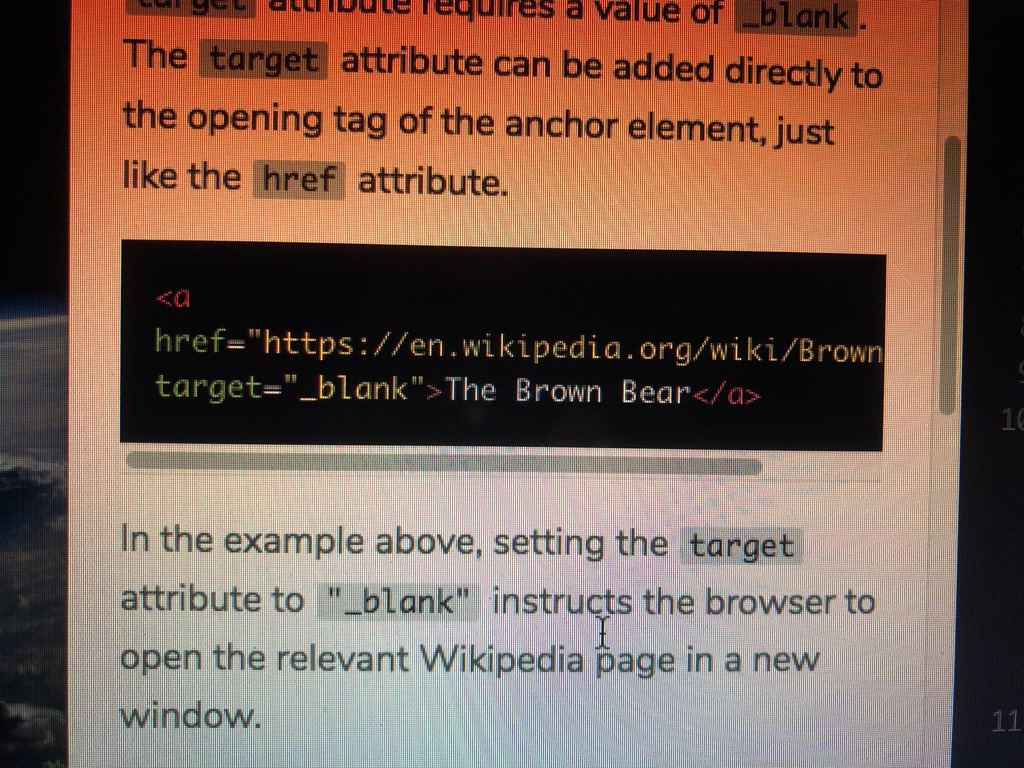 target attribute requires a value of _blank.
The target attribute can be added directly to
the opening tag of the anchor element, just
like the href attribute.
<a
href="https://en.wikipedia.org/wiki/Brown
target="_blank">The Brown Bear</a>
In the example above, setting the target
attribute to "_blank" instructs the browser to
open the relevant Wikipedia page in a new
window.
10
11